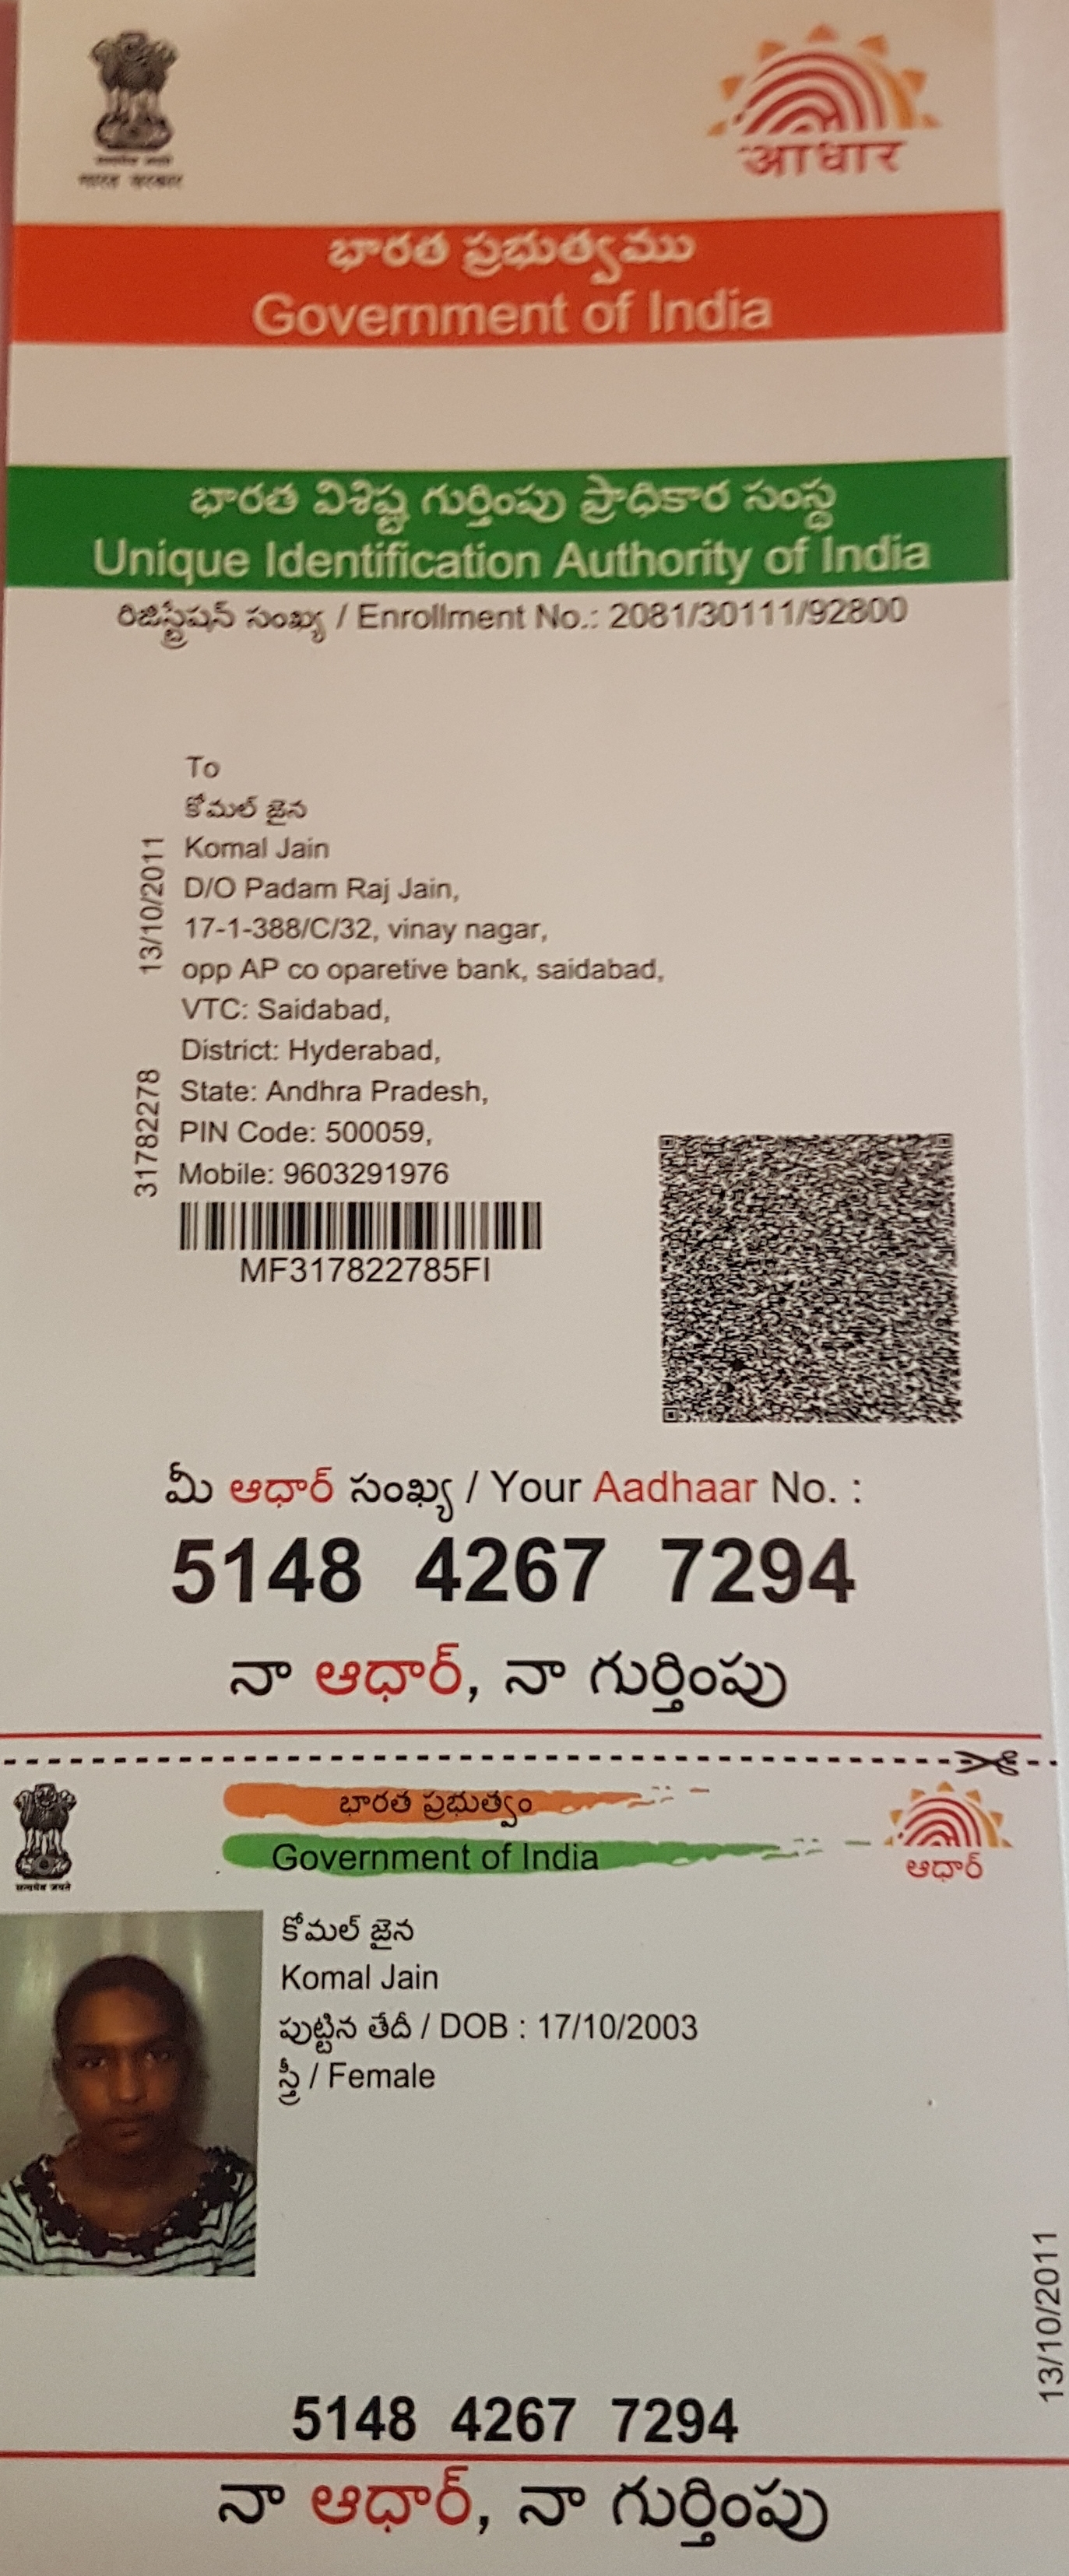 सत्यमेव जयते
भारत सरकार
आधार
భారత ప్రభుత్వము
Government of India
భారత విశిష్ట గుర్తింపు ప్రాధికార సంస్థ
Unique Identification Authority of India
రిజిస్ట్రేషన్ సంఖ్య / Enrollment No.: 2081/30111/92800
To
కోమల్ జైన
Komal Jain
D/O Padam Raj Jain,
17-1-388/C/32, vinay nagar,
opp AP co oparetive bank, saidabad,
VTC: Saidabad,
District: Hyderabad,
State: Andhra Pradesh,
PIN Code: 500059,
Mobile: 9603291976
13/10/2011
31782278
MF317822785FI
మీ ఆధార్ సంఖ్య / Your Aadhaar No. :
5148 4267 7294
నా ఆధార్, నా గుర్తింపు
भారత ప్రభుత్వం
Government of India
सत्यमेव जयते
ఆధార్
కోమల్ జైన
Komal Jain
పుట్టిన తేదీ / DOB : 17/10/2003
స్త్రీ / Female
13/10/2011
5148 4267 7294
నా ఆధార్, నా గుర్తింపు